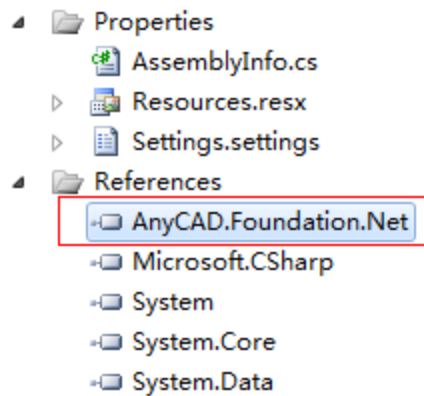 Properties
AssemblyInfo.cs
Resources.resx
Settings.settings
References
AnyCAD.Foundation.Net
Microsoft.CSharp
System
System.Core
System.Data